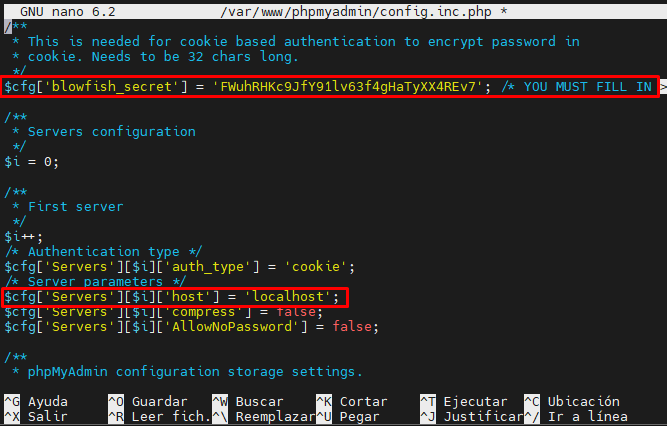 GNU nano 6.2 /var/www/phpmyadmin/config.inc.php *
/**
* This is needed for cookie based authentication to encrypt password in
* cookie. Needs to be 32 chars long.
*/
$cfg['blowfish_secret'] = 'FWuhRHKc9JfY91lv63f4gHaTyXX4REv7'; /* YOU MUST FILL IN >
/**
* Servers configuration
*/
$i = 0;
/**
* First server
*/
$i++;
/* Authentication type */
$cfg['Servers'][$i]['auth_type'] = 'cookie';
/* Server parameters */
$cfg['Servers'][$i]['host'] = 'localhost';
$cfg['Servers'][$i]['compress'] = false;
$cfg['Servers'][$i]['AllowNoPassword'] = false;
/**
* phpMyAdmin configuration storage settings.
^G Ayuda ^O Guardar ^W Buscar ^K Cortar ^T Ejecutar ^C Ubicación
^X Salir ^R Leer fich. ^\ Reemplazar ^U Pegar ^J Justificar ^/ Ir a línea